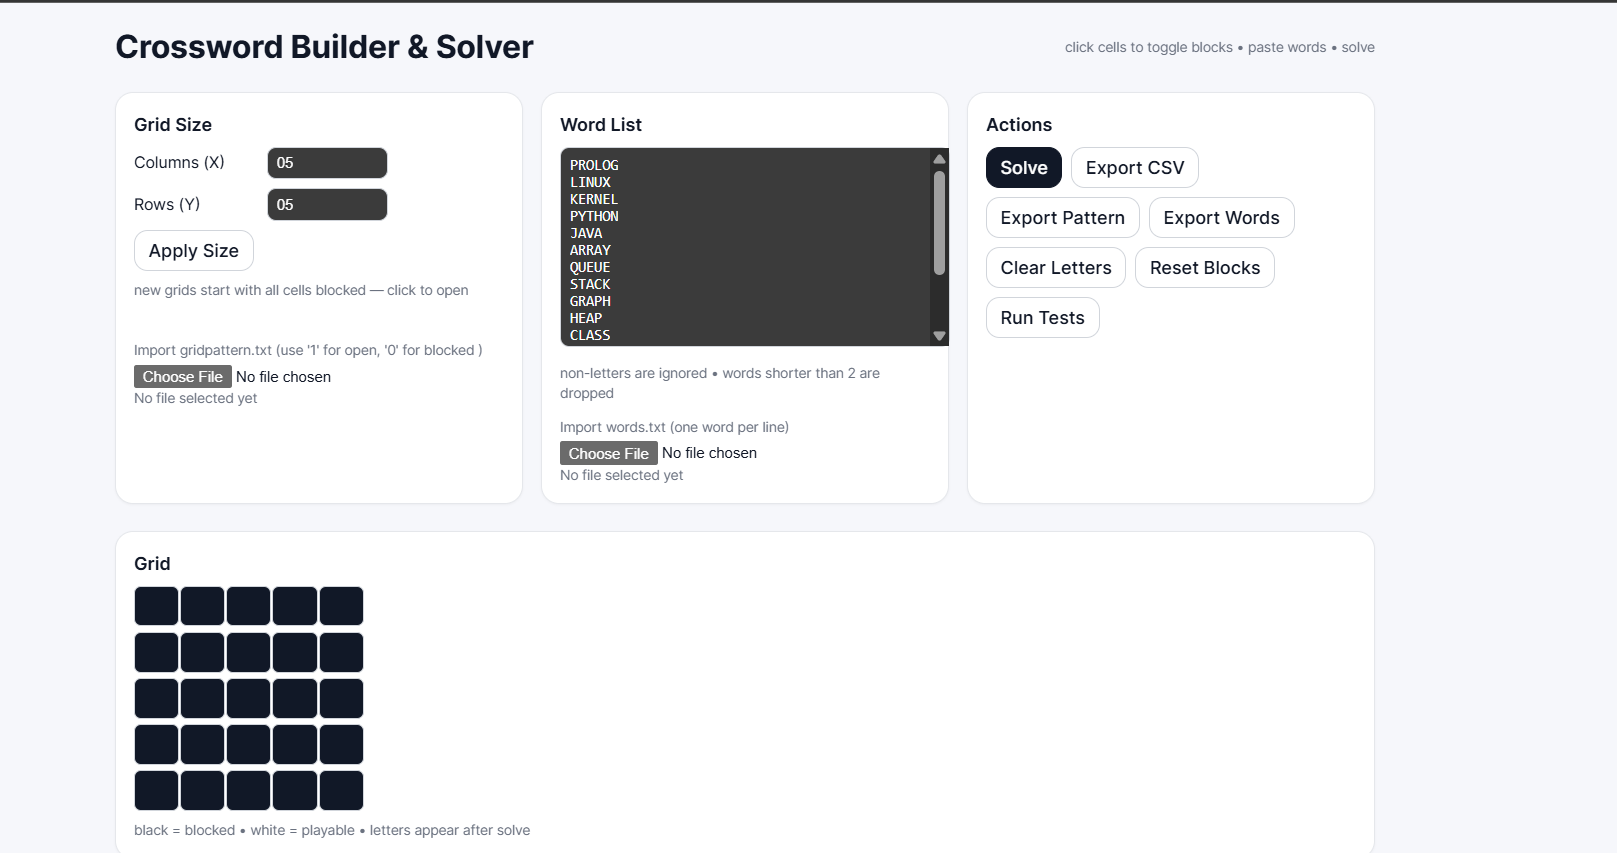 Crossword Builder & Solver
click cells to toggle blocks • paste words • solve
Grid Size
Columns (X)
05
Rows (Y)
05
Apply Size
new grids start with all cells blocked — click to open
Import gridpattern.txt (use '1' for open, '0' for blocked )
Choose File No file chosen
No file selected yet
Word List
PROLOG
LINUX
KERNEL
PYTHON
JAVA
ARRAY
QUEUE
STACK
GRAPH
HEAP
CLASS
non-letters are ignored • words shorter than 2 are
dropped
Import words.txt (one word per line)
Choose File No file chosen
No file selected yet
Actions
Solve
Export CSV
Export Pattern
Export Words
Clear Letters
Reset Blocks
Run Tests
Grid
black = blocked • white = playable • letters appear after solve